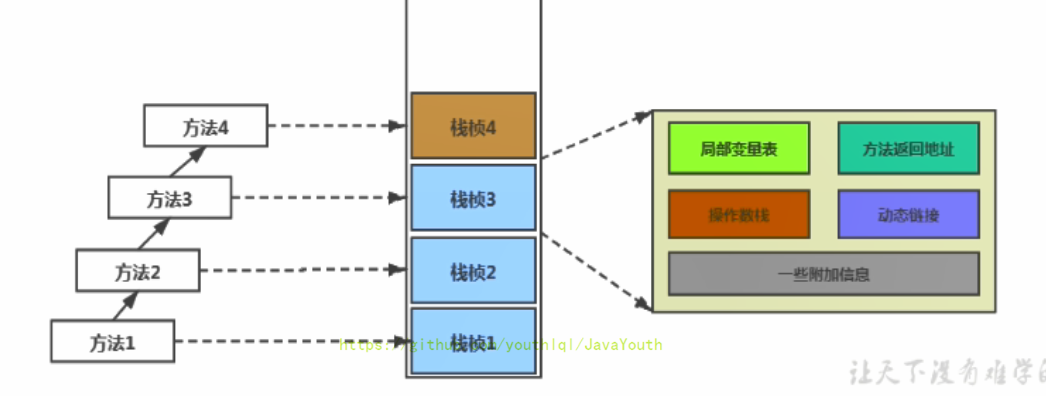 方法4
栈桢4
方法3
栈桢3
方法2
栈桢2
方法1
栈桢1
局部变量表
方法返回地址
操作数栈
动态链接
一些附加信息
https://github.com/youthlql/JavaYouth
让天下没有难学的